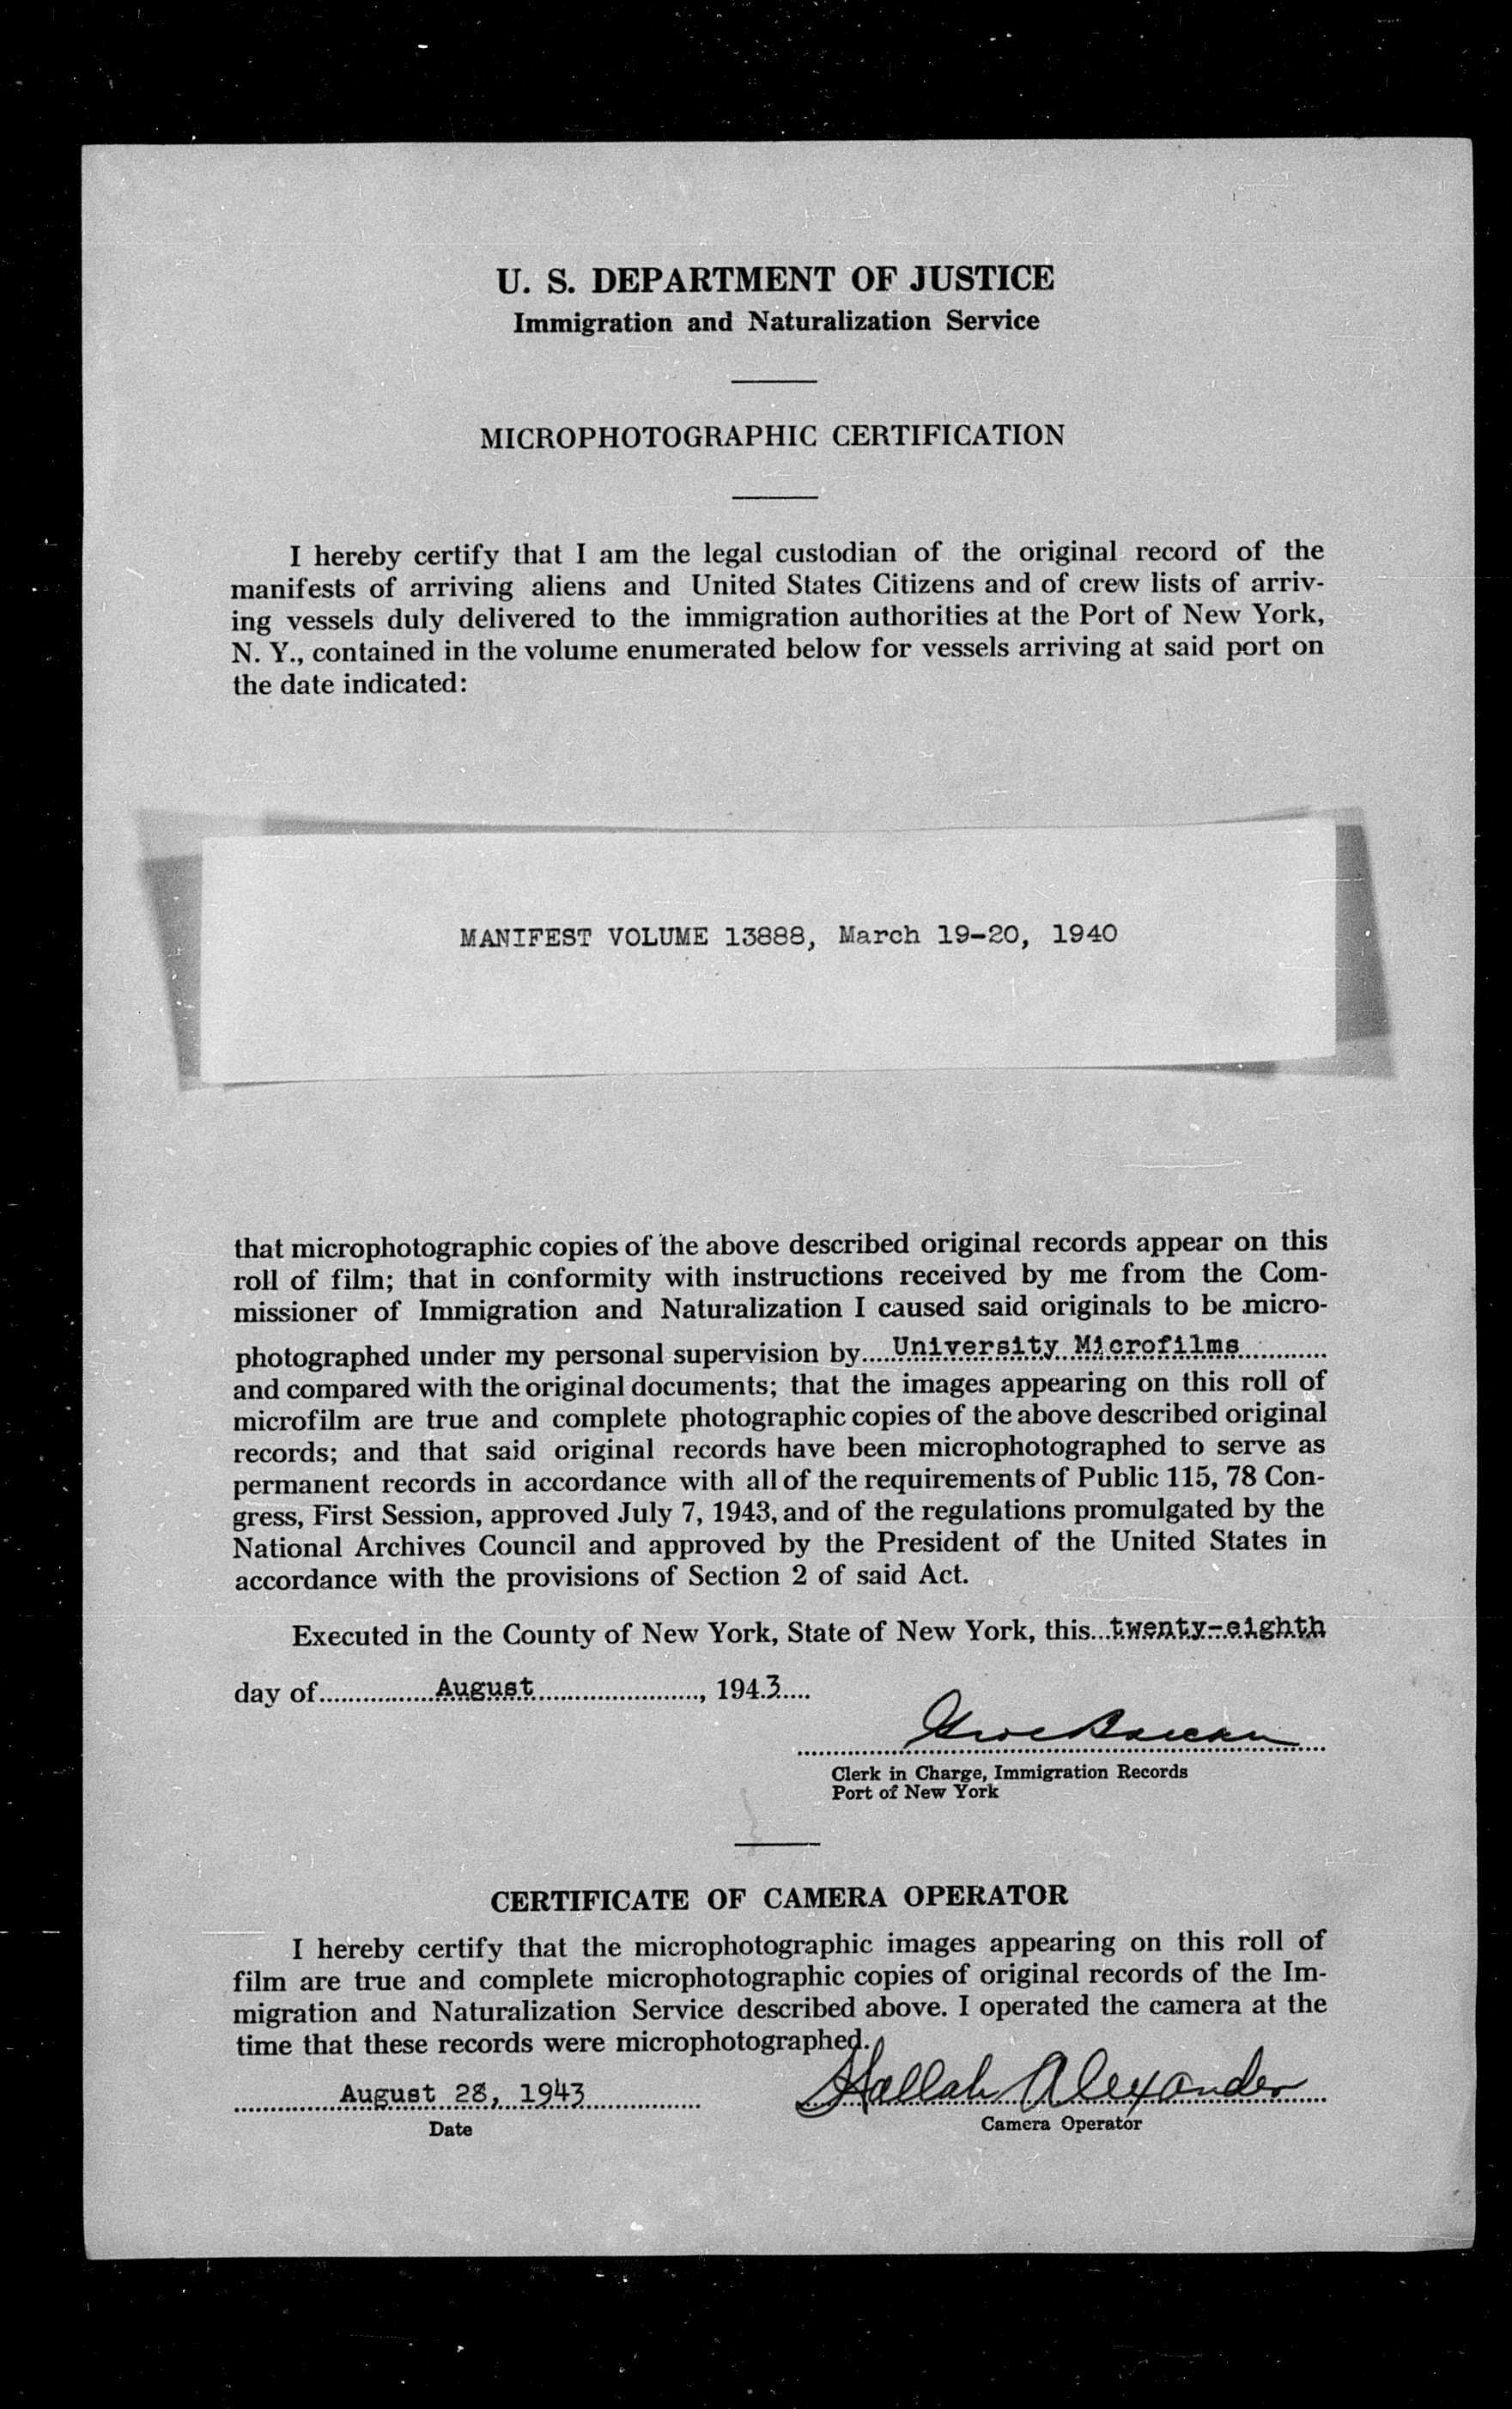 U. S. DEPARTMENT OF JUSTICE
Immigration and Naturalization Service
MICROPHOTOGRAPHIC CERTIFICATION
I hereby certify that I am the legal custodian of the original record of the
manifests of arriving aliens and United States Citizens and of crew lists of arriv-
ing vessels duly delivered to the immigration authorities at the Port of New York,
N. Y., contained in the volume enumerated below for vessels arriving at said port on
the date indicated:
MANIFEST VOLUME 13888, March 19-20, 1940
that microphotographic copies of the above described original records appear on this
roll of film; that in conformity with instructions received by me from the Com-
missioner of Immigration and Naturalization I caused said originals to be micro-
photographed under my personal supervision by.....University Microfilms............
and compared with the original documents; that the images appearing on this roll of
microfilm are true and complete photographic copies of the above described original
records; and that said original records have been microphotographed to serve as
permanent records in accordance with all of the requirements of Public 115, 78 Con-
gress, First Session, approved July 7, 1943, and of the regulations promulgated by the
National Archives Council and approved by the President of the United States in
accordance with the provisions of Section 2 of said Act.
Executed in the County of New York, State of New York, this...twenty-eighth
day of................August......................., 1943.....
Clerk in Charge, Immigration Records
Port of New York
CERTIFICATE OF CAMERA OPERATOR
I hereby certify that the microphotographic images appearing on this roll of
film are true and complete microphotographic copies of original records of the Im-
migration and Naturalization Service described above. I operated the camera at the
time that these records were microphotographed.
August 28, 1943 Hallah Alexander
Date Camera Operator